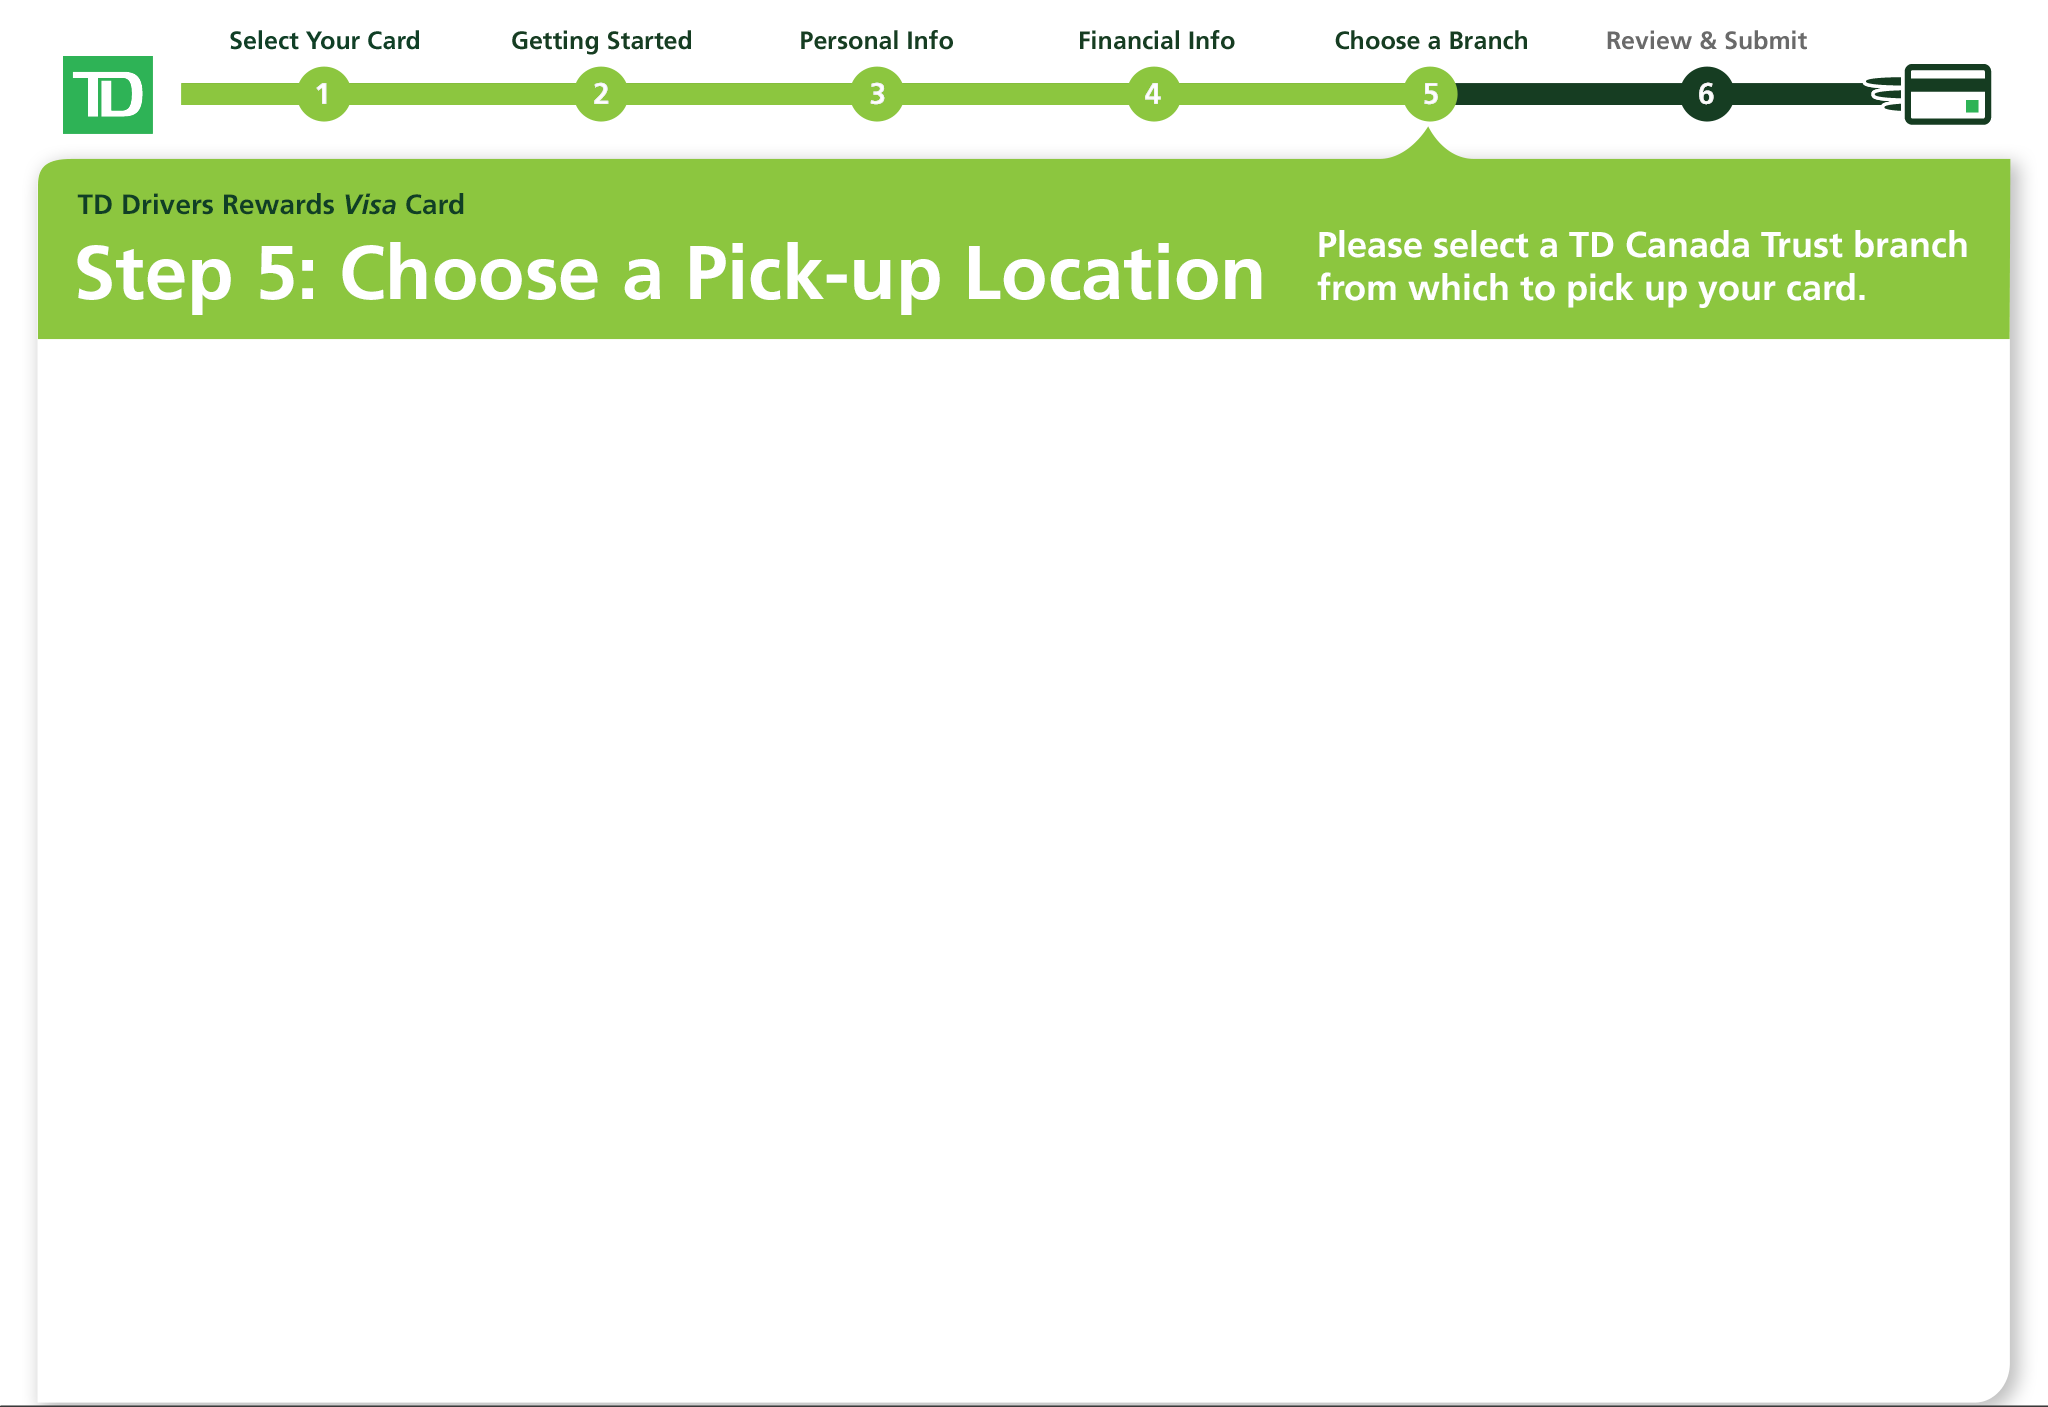 Select Your Card
Getting Started
Personal Info
Financial Info
Choose a Branch
Review & Submit
TD
1
2
3
4
5
6
TD Drivers Rewards Visa Card
Step 5: Choose a Pick-up Location
Please select a TD Canada Trust branch
from which to pick up your card.